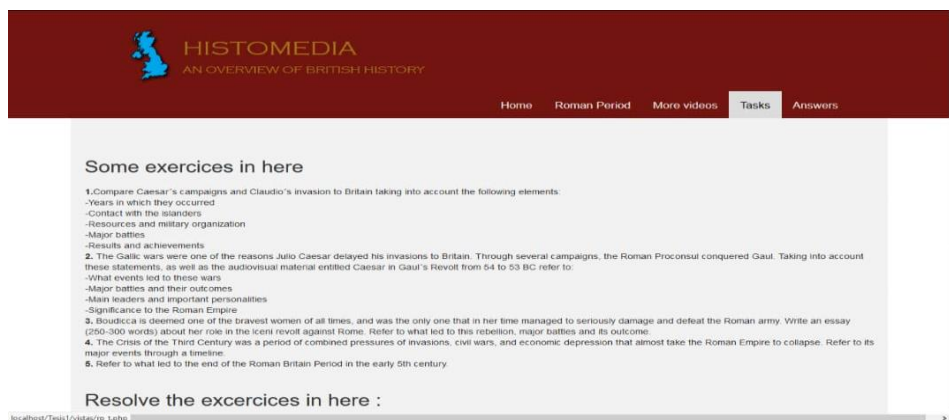 HISTOMEDIA
AN OVERVIEW OF BRITISH HISTORY
Home Roman Period More videos Tasks Answers
Some exercices in here
1.Compare Caesar's campaigns and Claudio's invasion to Britain taking into account the following elements:
-Years in which they occurred
-Contact with the islanders
-Resources and military organization
-Major battles
-Results and achievements
2. The Gallic wars were one of the reasons Julio Caesar delayed his invasions to Britain. Through several campaigns, the Roman Proconsul conquered Gaul. Taking into account
these statements, as well as the audiovisual material entitled Caesar in Gaul's Revolt from 54 to 53 BC refer to:
-What events led to these wars
-Major battles and their outcomes
-Main leaders and important personalities
-Significance to the Roman Empire
3. Boudicca is deemed one of the bravest women of all times, and was the only one that in her time managed to seriously damage and defeat the Roman army. Write an essay
(250-300 words) about her role in the Iceni revolt against Rome. Refer to what led to this rebellion, major battles and its outcome.
4. The Crisis of the Third Century was a period of combined pressures of invasions, civil wars, and economic depression that almost take the Roman Empire to collapse. Refer to its
major events through a timeline.
5. Refer to what led to the end of the Roman Britain Period in the early 5th century.
Resolve the excercices in here :
localhost/Tesis1/vistas/rp_t.php